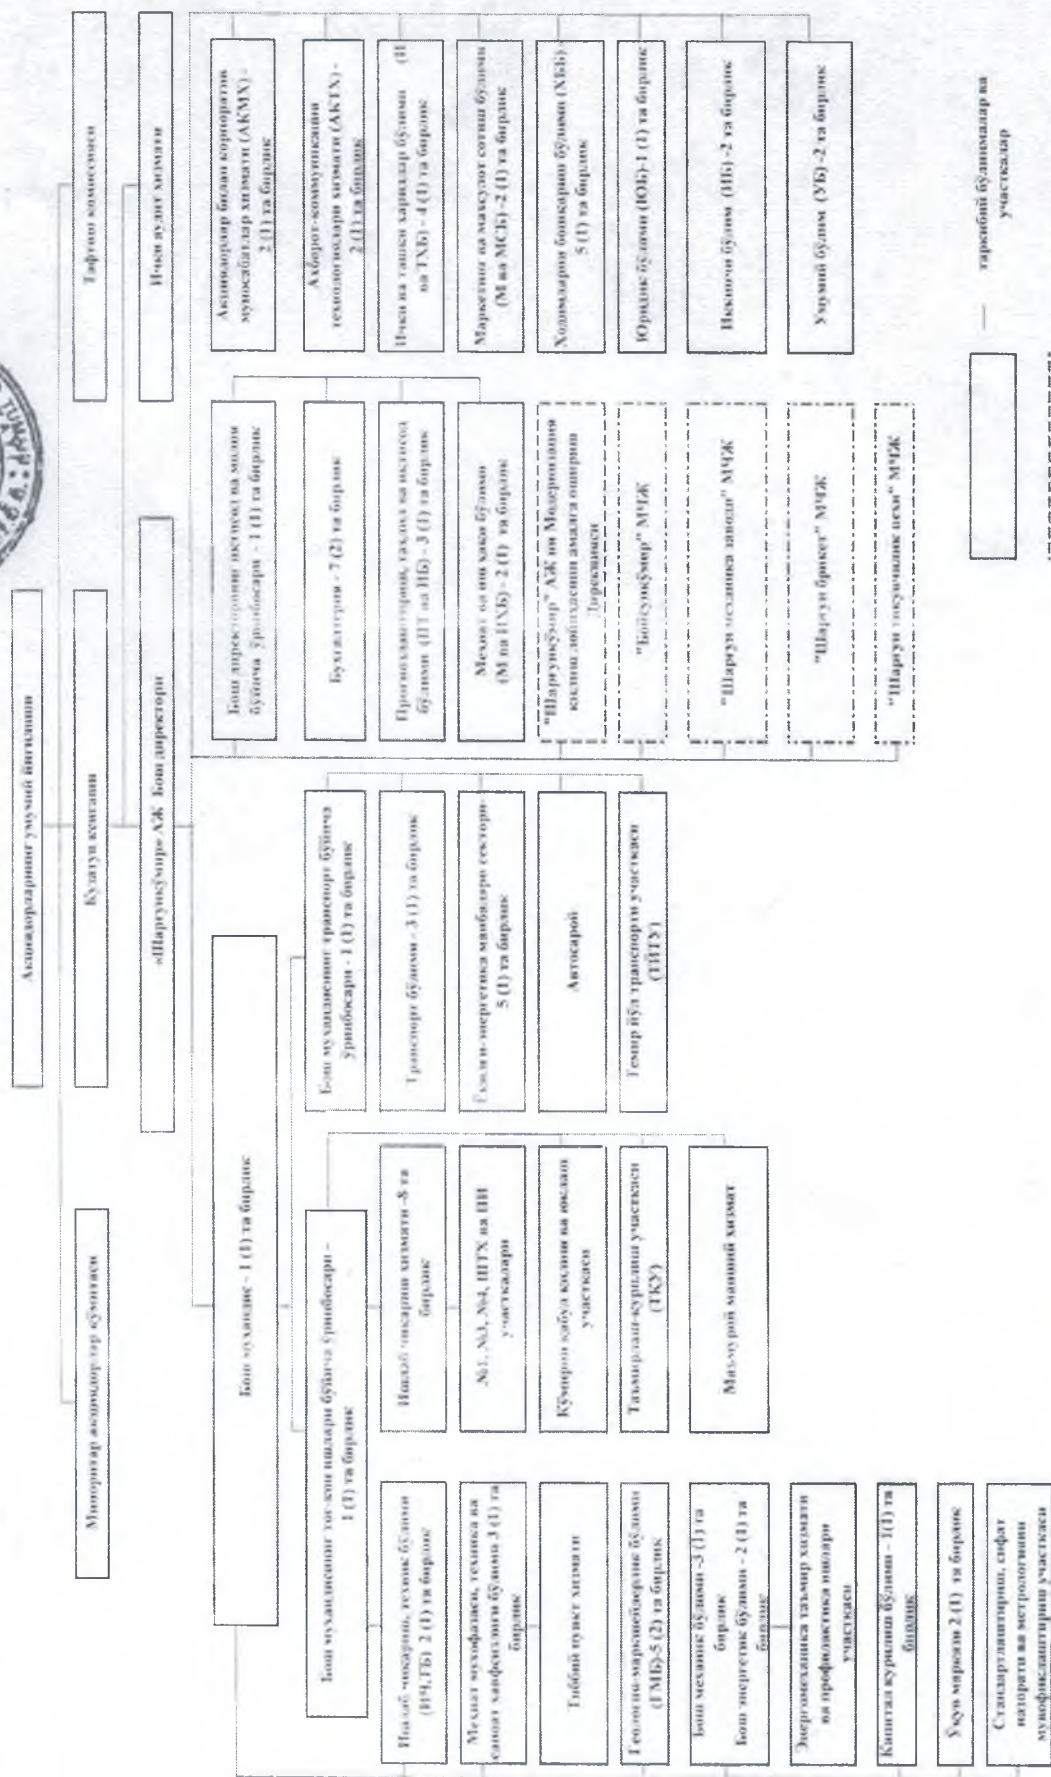 Акциядорларнинг умумий йиғилиши
Миноритар акциядорлар қўмитаси
Кузатув кенгаши
Тафтиш комиссияси
Ички аудит хизмати
«Шарғункўмир» АЖ Бош директори
Бош муҳандис - 1 (1) та бирлик
Бош муҳандиснинг тоғ-кон ишлари бўйича ўринбосари -
1 (1) та бирлик
Бош муҳандиснинг транспорт бўйича
ўринбосари - 1 (1) та бирлик
Бош директорнинг иқтисод ва молия
бўйича ўринбосари - 1 (1) та бирлик
Акциядорлар билан корпоратив
муносабатлар хизмати (АКМХ) -
2 (1) та бирлик
Ишлаб чиқариш, техник бўлими
(ИЧ,ТБ) 2 (1) та бирлик
Ишлаб чиқариш хизмати -8 та
бирлик
Транспорт бўлими - 3 (1) та бирлик
Бухгалтерия - 7 (2) та бирлик
Ахборот-коммуникация
технологиялари хизмати (АКТХ) -
2 (1) та бирлик
Меҳнат муҳофазаси, техника ва
саноат хавфсизлиги бўлими 3 (1) та
бирлик
№1, №3, №4, ШТХ ва ПИ
участкалари
Ёқилғи-энергетика манбалари сектори-
5 (1) та бирлик
Прогнозлаштириш, таҳлил ва иқтисод
бўлими (ПТ ва ИБ) - 3 (1) та бирлик
Ички ва ташқи харидлар бўлими (И
ва ТХБ) - 4 (1) та бирлик
Тиббий пункт хизмати
Кўмирни қабул қилиш ва юклаш
участкаси
Автосарой
Меҳнат ва иш ҳақи бўлими
(М ва ИХБ) - 2 (1) та бирлик
Маркетинг ва маҳсулот сотиш бўлими
(М ва МСБ) -2 (1) та бирлик
Геология-маркшейдерлик бўлими
(ГМБ)-5 (2) та бирлик
Таъмирлаш-қурилиш участкаси
(ТҚУ)
Темир йўл транспорти участкаси
(ТЙТУ)
"Шарғункўмир" АЖ ни Модернизация
қилиш лойиҳасини амалга ошириш
Дирекцияси
Ходимларни бошқариш бўлими (ХББ) -
5 (1) та бирлик
Бош механик бўлими -3 (1) та
бирлик
Бош энергетик бўлими - 2 (1) та
бирлик
Маъмурий маиший хизмат
"Бойсункўмир" МЧЖ
Юридик бўлими (ЮБ)-1 (1) та бирлик
Энергомеханика таъмир хизмати
ва профилактика ишлари
участкаси
"Шарғун механика заводи" МЧЖ
Иккинчи бўлим (ИБ) -2 та бирлик
Капитал қурилиш бўлими - 1(1) та
бирлик
"Шарғун брикет" МЧЖ
Умумий бўлим (УБ) -2 та бирлик
Ўқув маркази 2 (1) та бирлик
"Шарғун тикувчилик цехи" МЧЖ
Стандартлаштириш, сифат
назорати ва метрологияни
мувофиқлаштириш участкаси
— таркибий бўлинмалар ва
участкалар